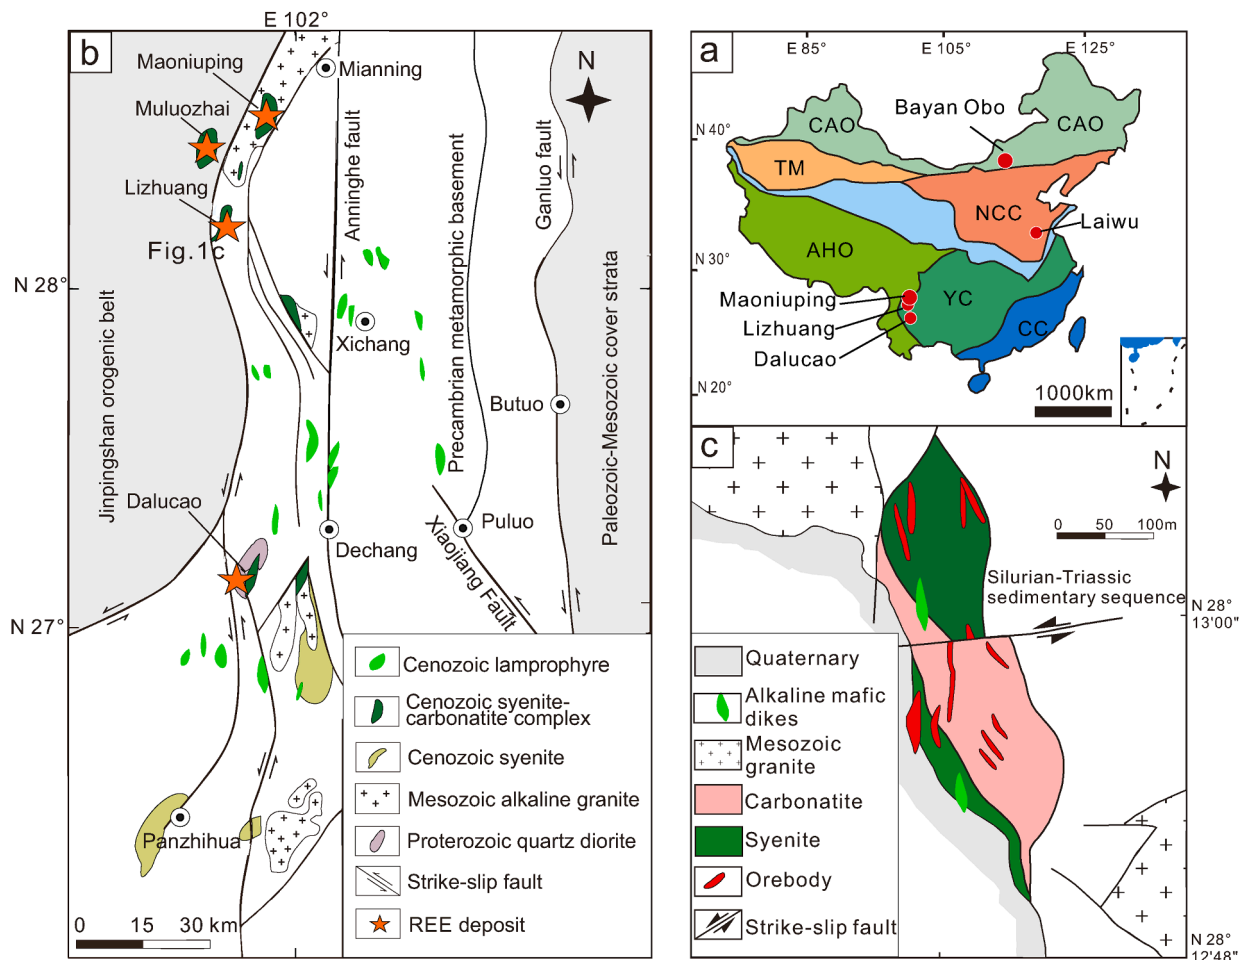 E 102°
b
Maoniuping
Mianning
N
Muluozhai
Lizhuang
Fig.1c
Anninghe fault
Precambrian metamorphic basement
Ganluo fault
Paleozoic-Mesozoic cover strata
Jinpingshan orogenic belt
N 28°
Xichang
Butuo
Dalucao
Dechang
Puluo
Xiaojiang Fault
N 27°
Panzhihua
0 15 30 km
Cenozoic lamprophyre
Cenozoic syenite-
carbonatite complex
Cenozoic syenite
Mesozoic alkaline granite
Proterozoic quartz diorite
Strike-slip fault
REE deposit
a
E 85° E 105° E 125°
N 40°
N 30°
N 20°
Bayan Obo
CAO
CAO
TM
NCC
Laiwu
AHO
YC
CC
Maoniuping
Lizhuang
Dalucao
1000km
c
N
0 50 100m
Silurian-Triassic
sedimentary sequence
N 28°
13'00"
Quaternary
Alkaline mafic
dikes
Mesozoic
granite
Carbonatite
Syenite
Orebody
Strike-slip fault
N 28°
12'48"